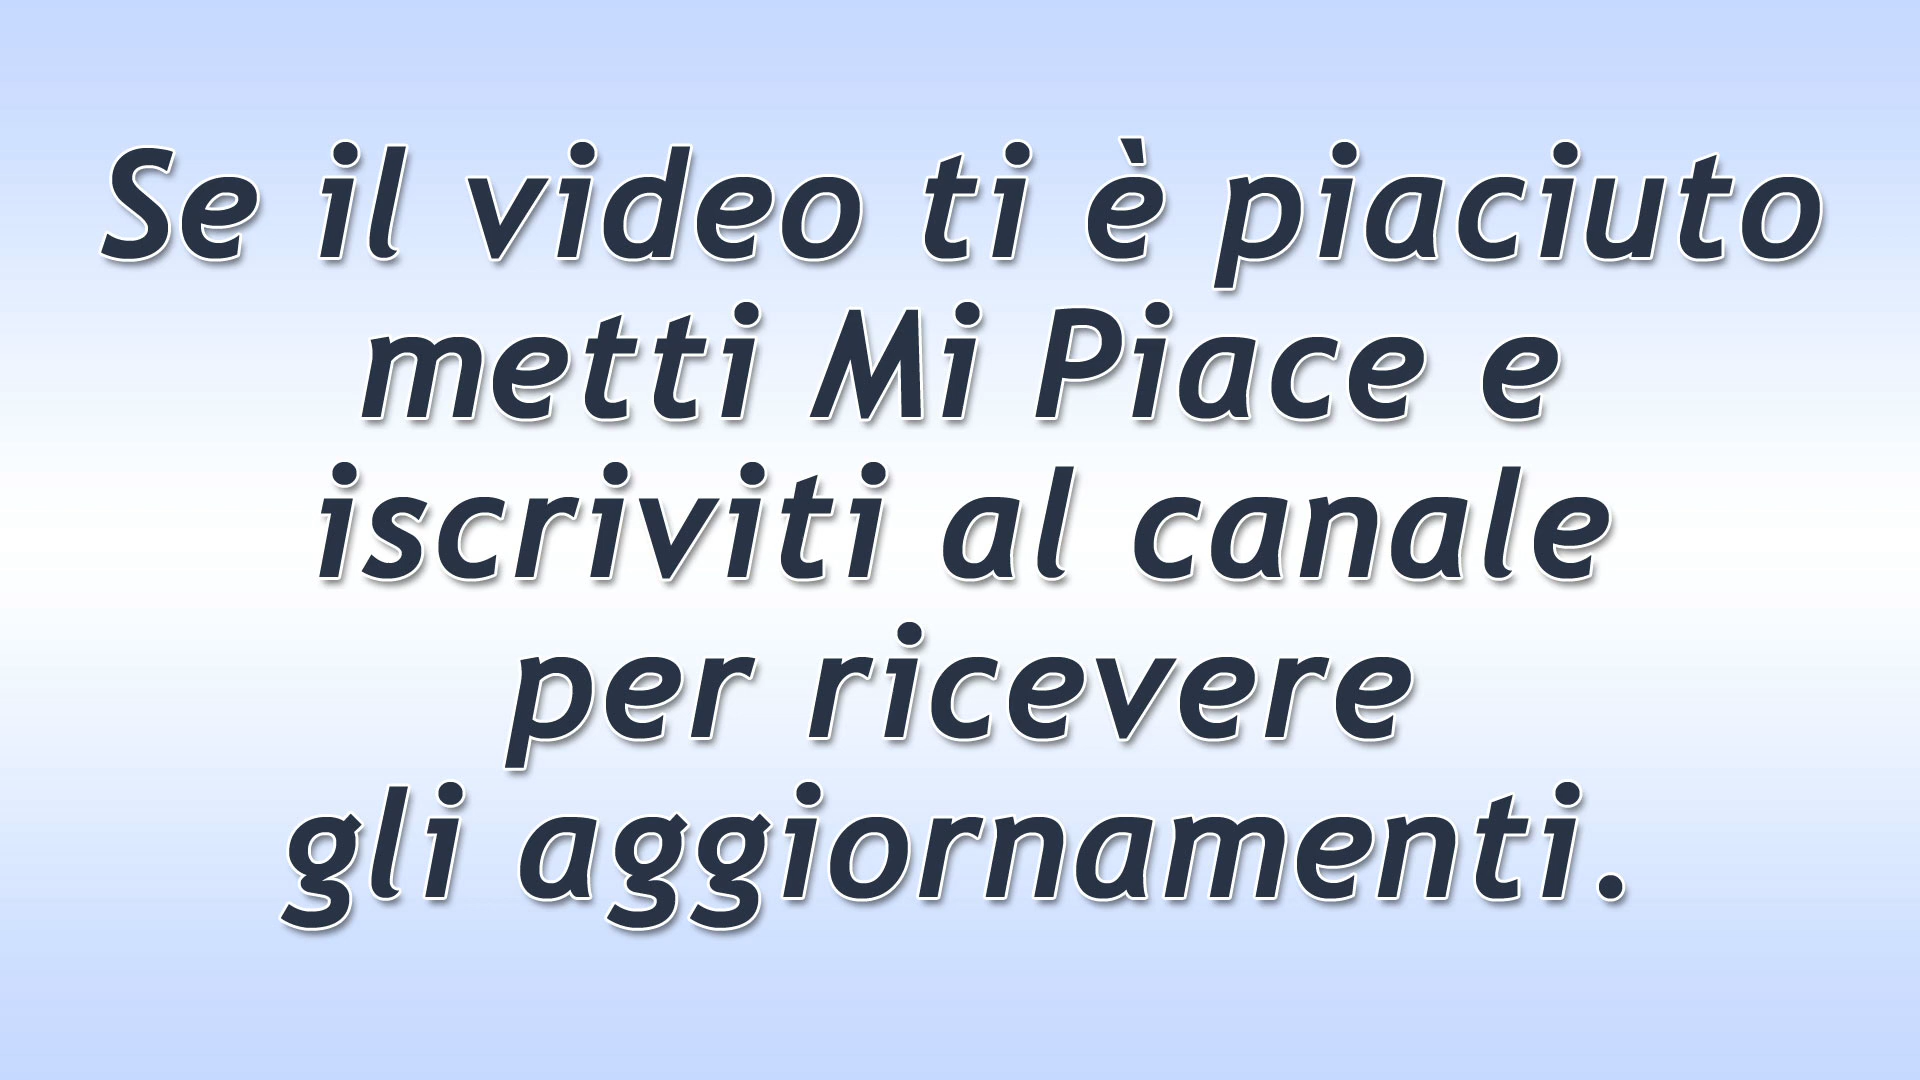 Se il video ti è piaciuto
metti Mi Piace e
iscriviti al canale
per ricevere
gli aggiornamenti.